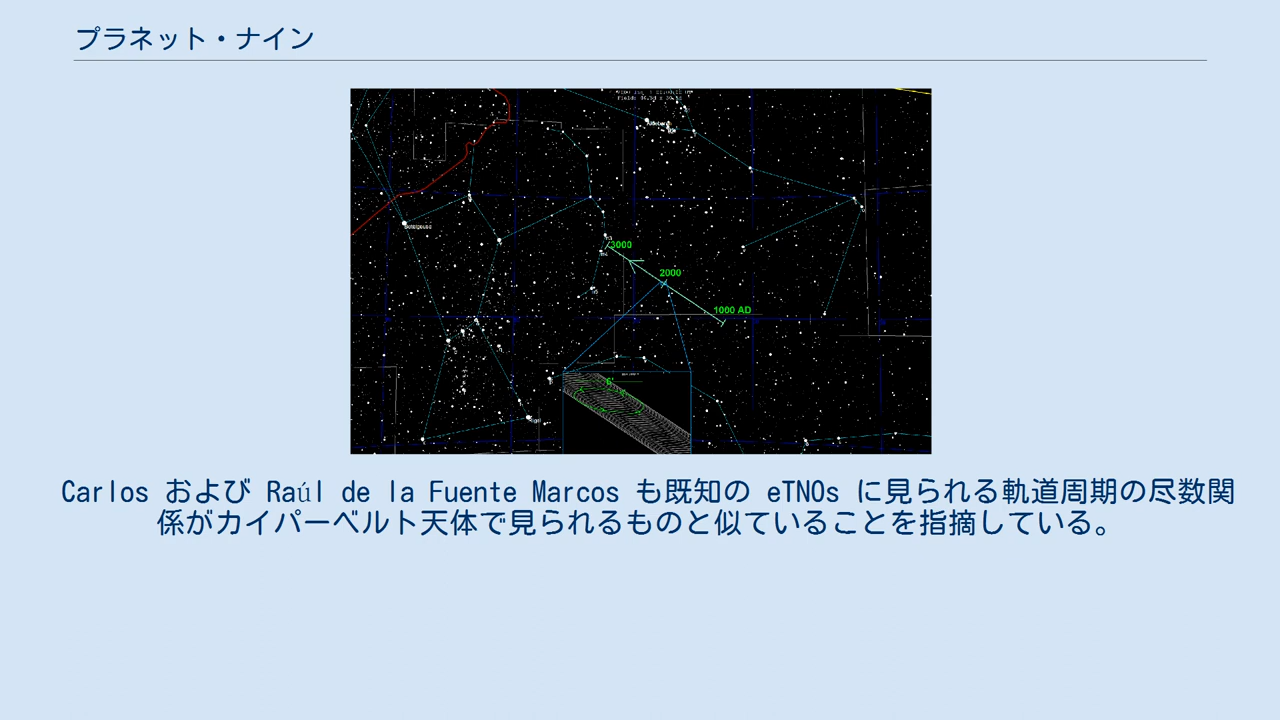 プラネット・ナイン
3000
2000
1000 AD
6°
Carlos および Raúl de la Fuente Marcos も既知の eTNOs に見られる軌道周期の尽数関
係がカイパーベルト天体で見られるものと似ていることを指摘している。